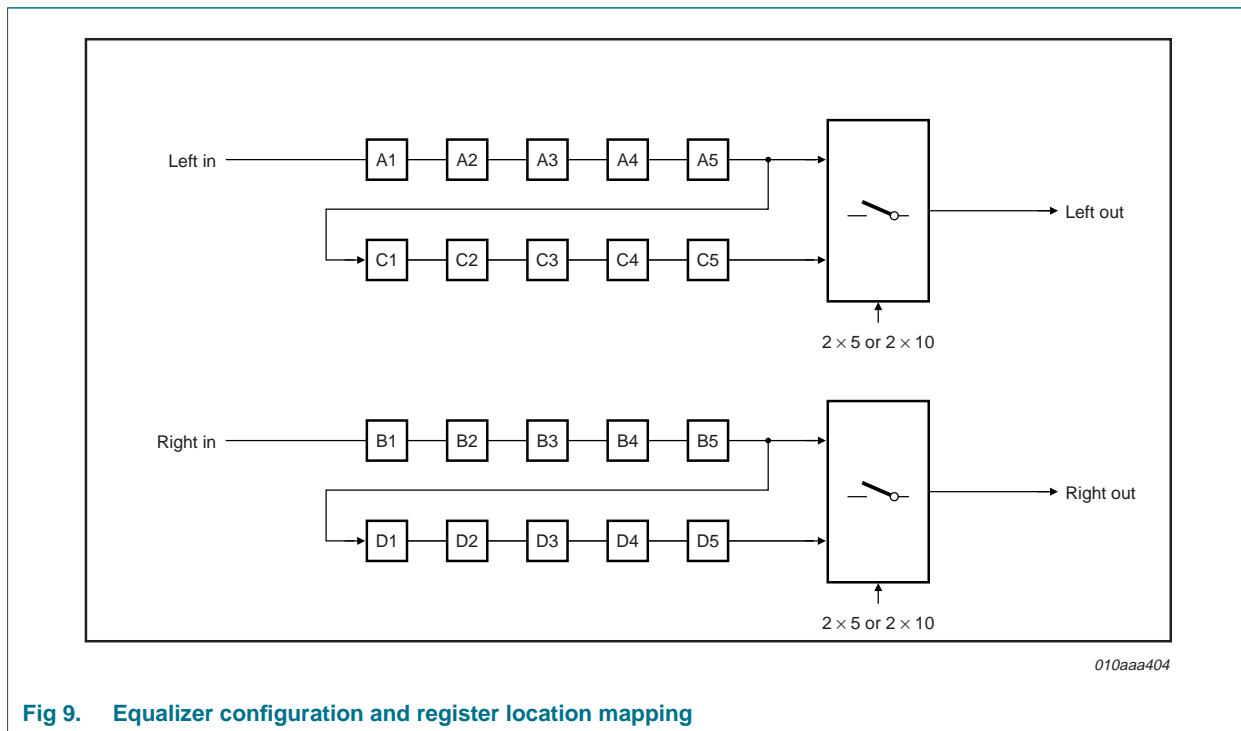 Left in
A1 A2 A3 A4 A5
Left out
C1 C2 C3 C4 C5
2 × 5 or 2 × 10
Right in
B1 B2 B3 B4 B5
Right out
D1 D2 D3 D4 D5
2 × 5 or 2 × 10
010aaa404
Fig 9. Equalizer configuration and register location mapping